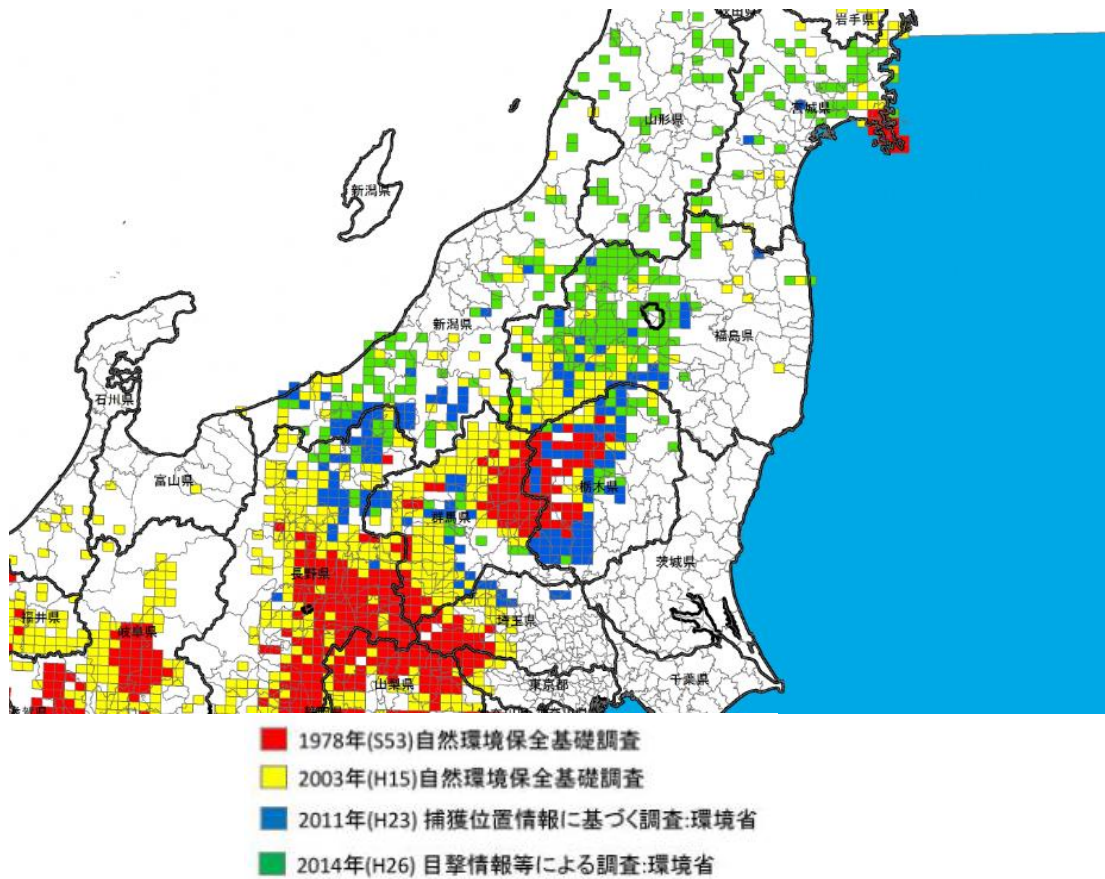 秋田県
岩手県
山形県
宮城県
新潟県
新潟県
福島県
石川県
富山県
栃木県
群馬県
長野県
茨城県
福井県
岐阜県
埼玉県
山梨県
東京都
千葉県
1978年(S53)自然環境保全基礎調査
2003年(H15)自然環境保全基礎調査
2011年(H23) 捕獲位置情報に基づく調査:環境省
2014年(H26) 目撃情報等による調査:環境省